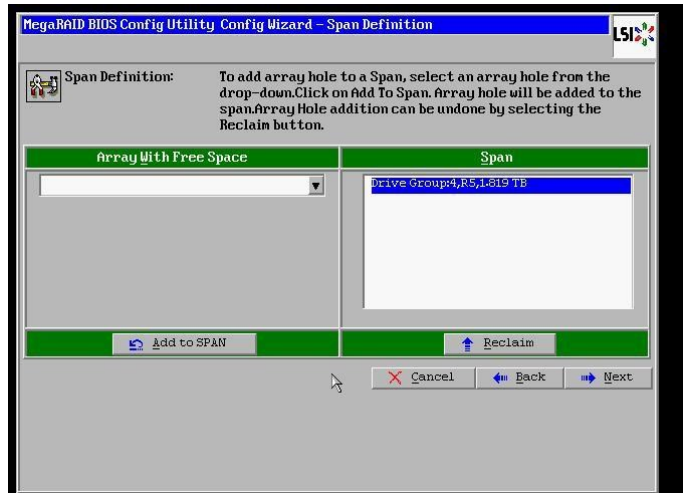 MegaRAID BIOS Config Utility Config Wizard – Span Definition
LSI
Span Definition:
To add array hole to a Span, select an array hole from the
drop-down.Click on Add To Span. Array hole will be added to the
span.Array Hole addition can be undone by selecting the
Reclaim button.
Array With Free Space
Span
Drive Group:4,R5,1.819 TB
Add to SPAN
Reclaim
Cancel
Back
Next